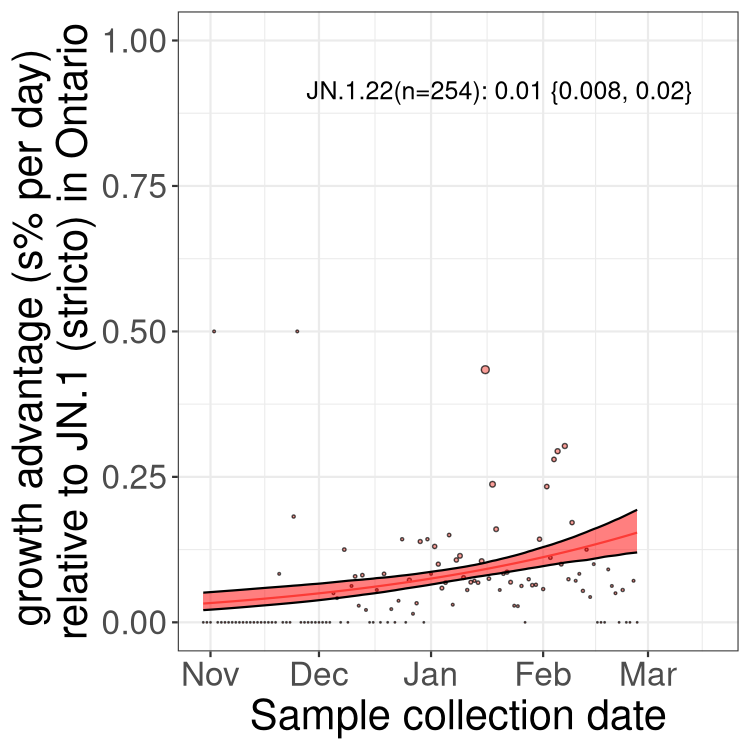 growth advantage (s% per day)
relative to JN.1 (stricto) in Ontario
1.00
0.75
0.50
0.25
0.00
JN.1.22(n=254): 0.01 {0.008, 0.02}
Nov Dec Jan Feb Mar
Sample collection date